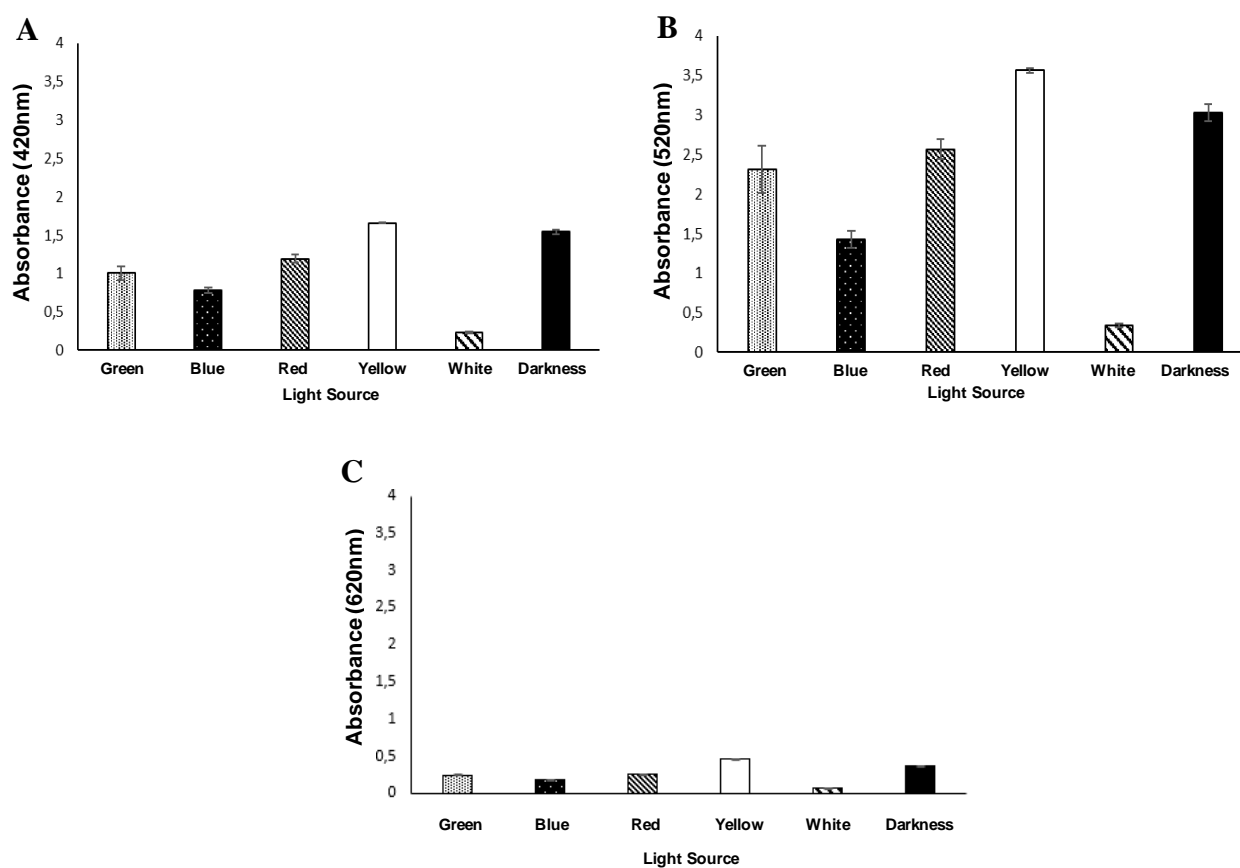 A
Absorbance (420nm)
4
3,5
3
2,5
2
1,5
1
0,5
0
Green Blue Red Yellow White Darkness
Light Source
B
Absorbance (520nm)
4
3,5
3
2,5
2
1,5
1
0,5
0
Green Blue Red Yellow White Darkness
Light Source
C
Absorbance (620nm)
4
3,5
3
2,5
2
1,5
1
0,5
0
Green Blue Red Yellow White Darkness
Light Source